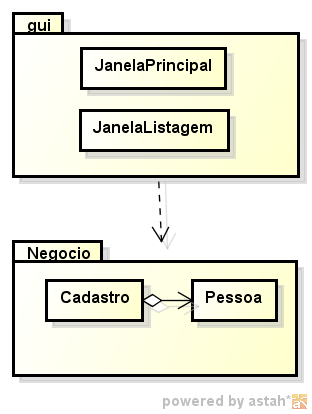 gui
JanelaPrincipal
JanelaListagem
Negocio
Cadastro
Pessoa
powered by astah*